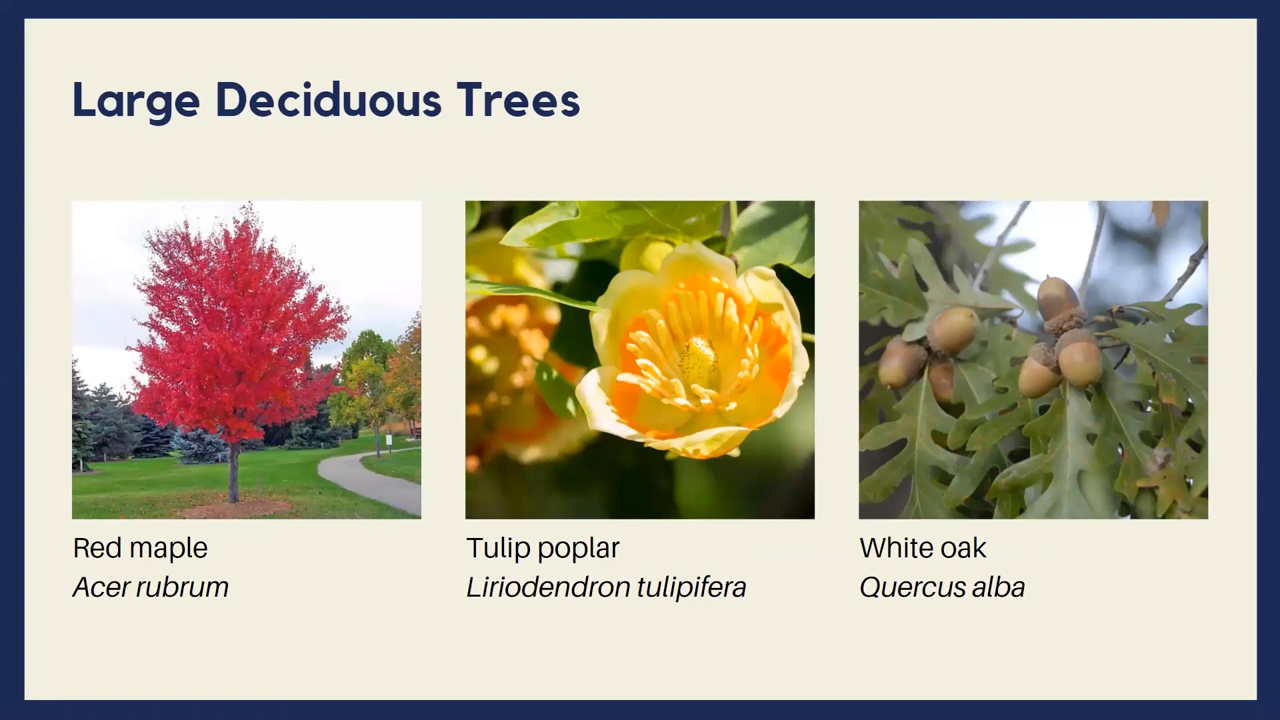 Large Deciduous Trees
Red maple
Acer rubrum
Tulip poplar
Liriodendron tulipifera
White oak
Quercus alba